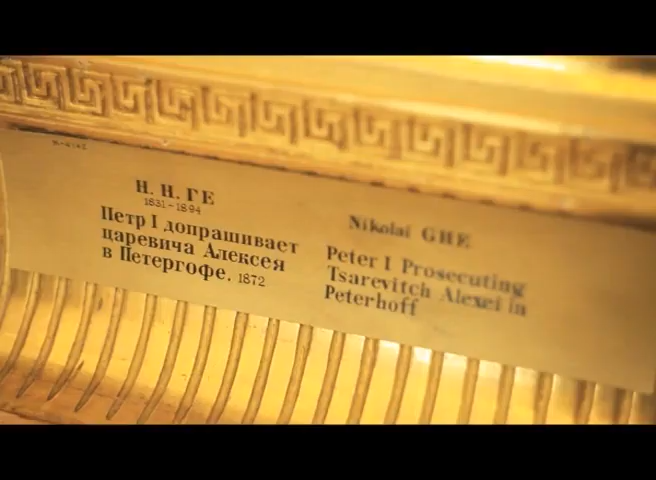 Н. Н. ГЕ
1831-1894
Петр I допрашивает
царевича Алексея
в Петергофе. 1872
Nikolai GHE
Peter I Prosecuting
Tsarevitch Alexei in
Peterhoff